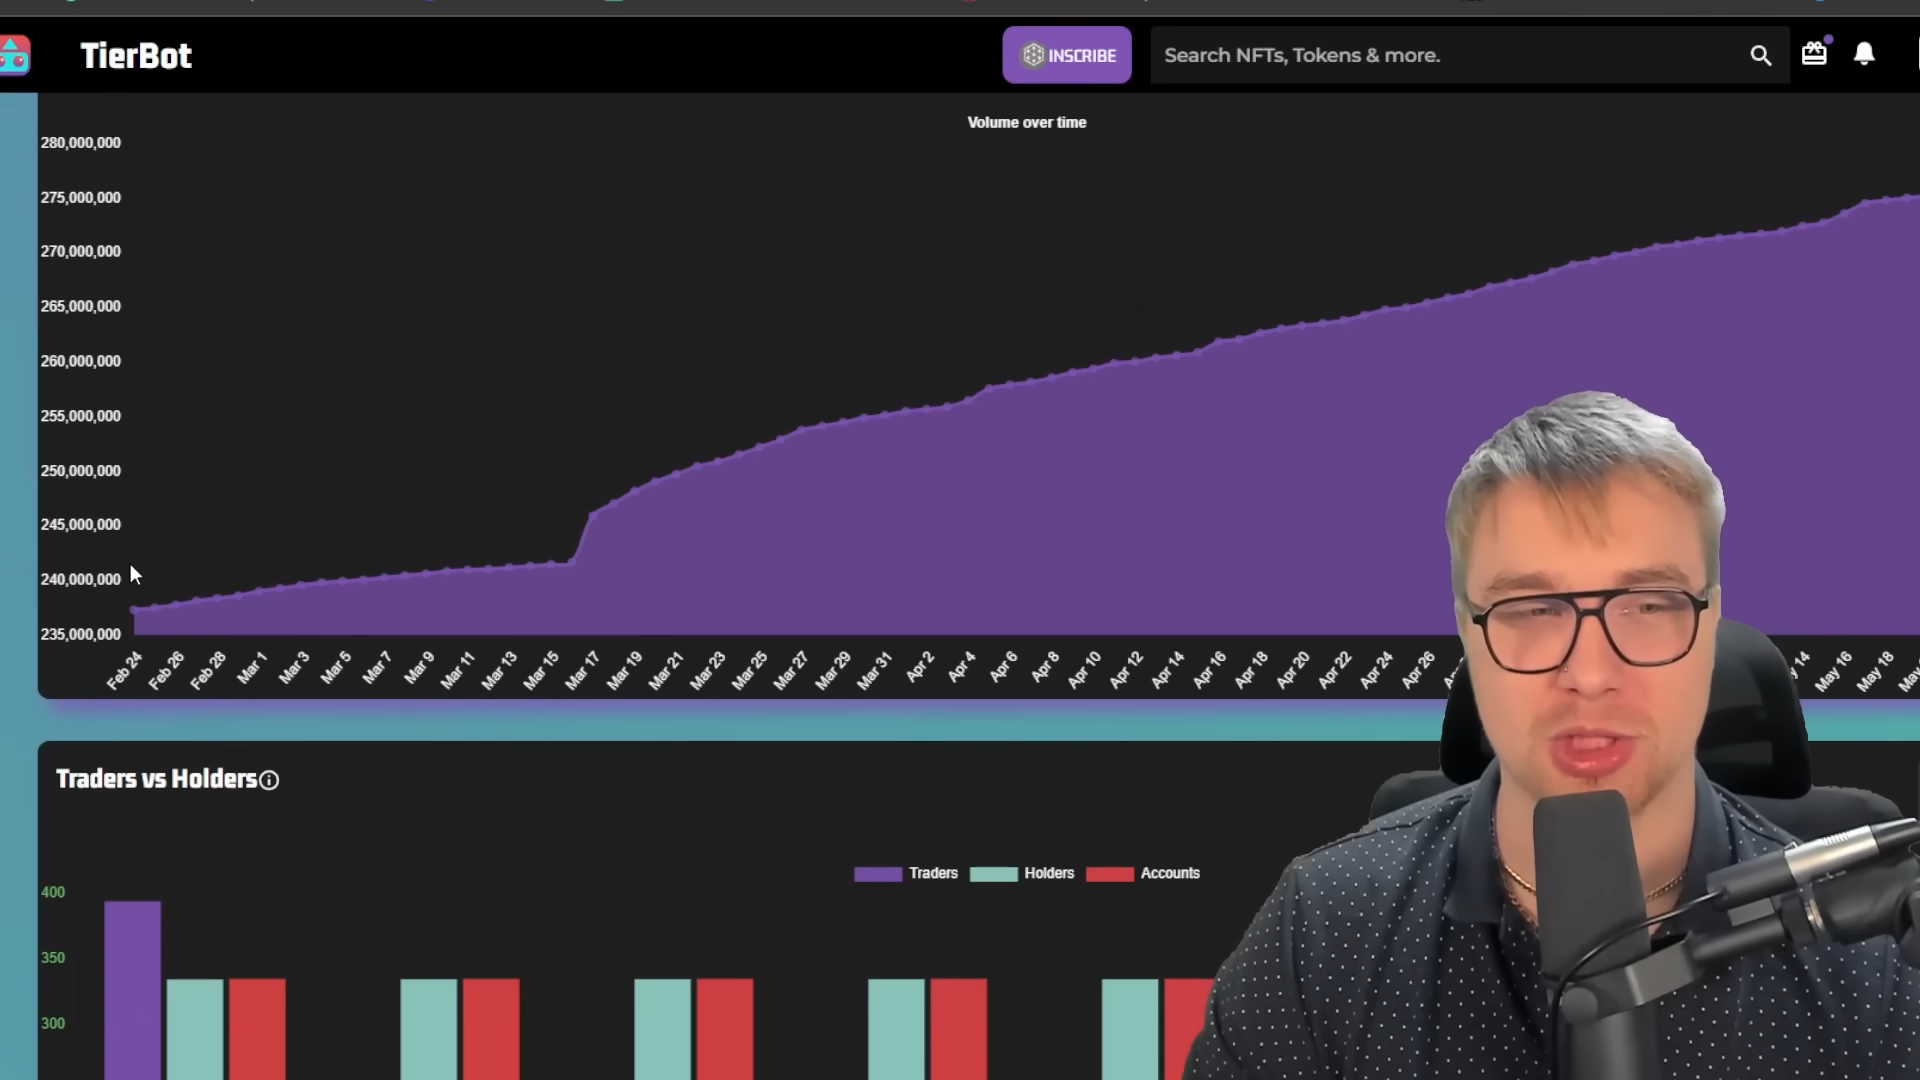 TierBot
INSCRIBE
Search NFTs, Tokens & more.
Volume over time
280,000,000
275,000,000
270,000,000
265,000,000
260,000,000
255,000,000
250,000,000
245,000,000
240,000,000
235,000,000
Feb 24 Feb 26 Feb 28 Mar 1 Mar 3 Mar 5 Mar 7 Mar 9 Mar 11 Mar 13 Mar 15 Mar 17 Mar 19 Mar 21 Mar 23 Mar 25 Mar 27 Mar 29 Mar 31 Apr 2 Apr 4 Apr 6 Apr 8 Apr 10 Apr 12 Apr 14 Apr 16 Apr 18 Apr 20 Apr 22 Apr 24 Apr 26 14 May 16 May 18
Traders vs Holders
Traders Holders Accounts
400
350
300